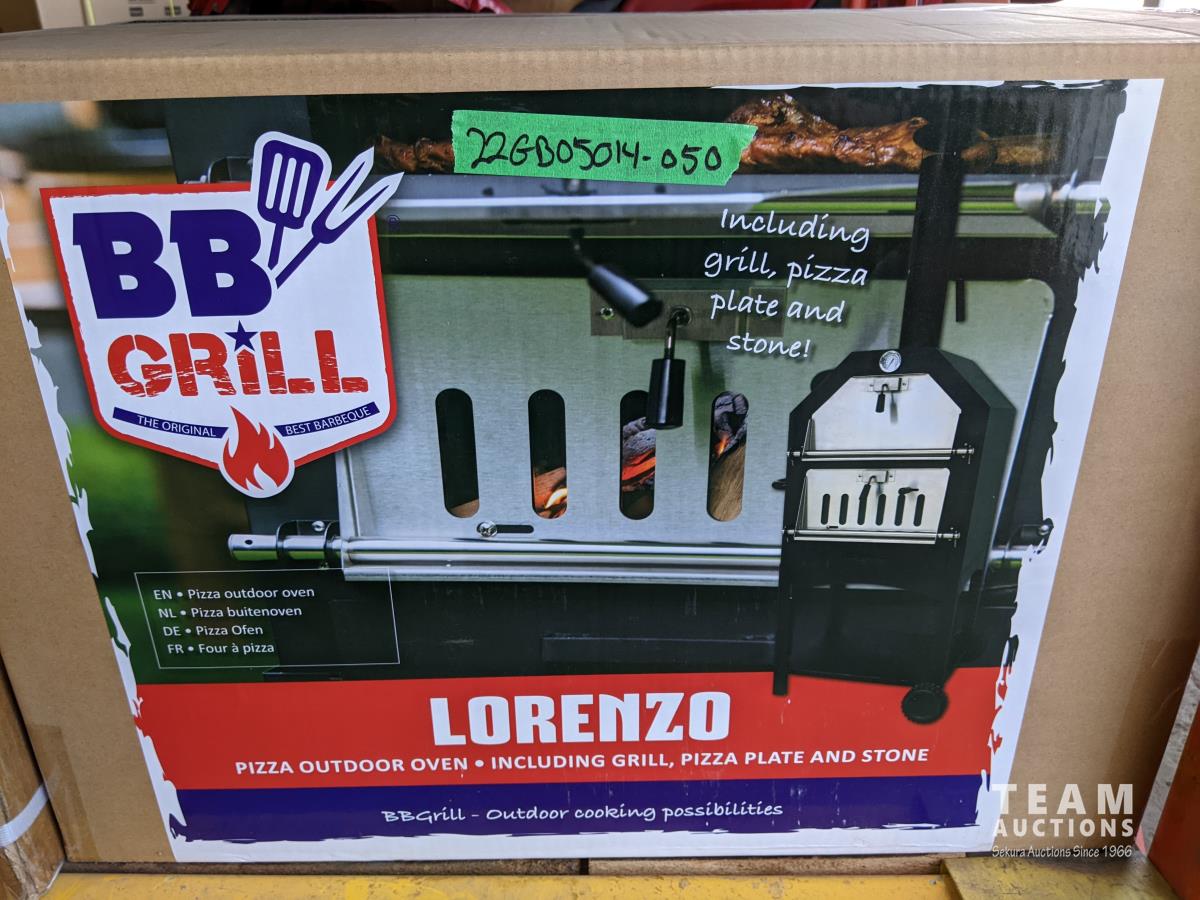 22GB05014-050
BB
GRILL
THE ORIGINAL BEST BARBEQUE
®
Including
grill, pizza
plate and
stone!
EN • Pizza outdoor oven
NL • Pizza buitenoven
DE • Pizza Ofen
FR • Four à pizza
LORENZO
PIZZA OUTDOOR OVEN • INCLUDING GRILL, PIZZA PLATE AND STONE
BBGrill - Outdoor cooking possibilities
TEAM
AUCTIONS
Sekura Auctions Since 1966